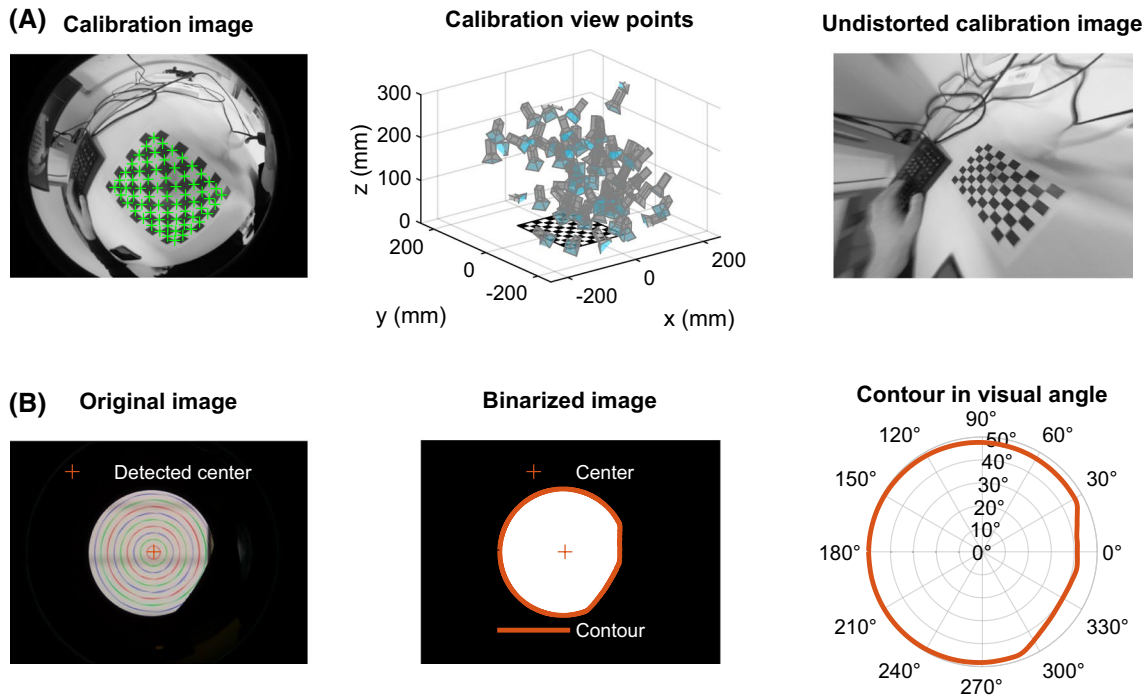 (A)
Calibration image
Calibration view points
Undistorted calibration image
300
200
100
0
z (mm)
200
0
-200
y (mm)
-200
0
200
x (mm)
(B)
Original image
Binarized image
Contour in visual angle
Detected center
Center
Contour
90°
120°
60°
150°
30°
180°
0°
210°
330°
240°
300°
270°
50°
40°
30°
20°
10°
0°